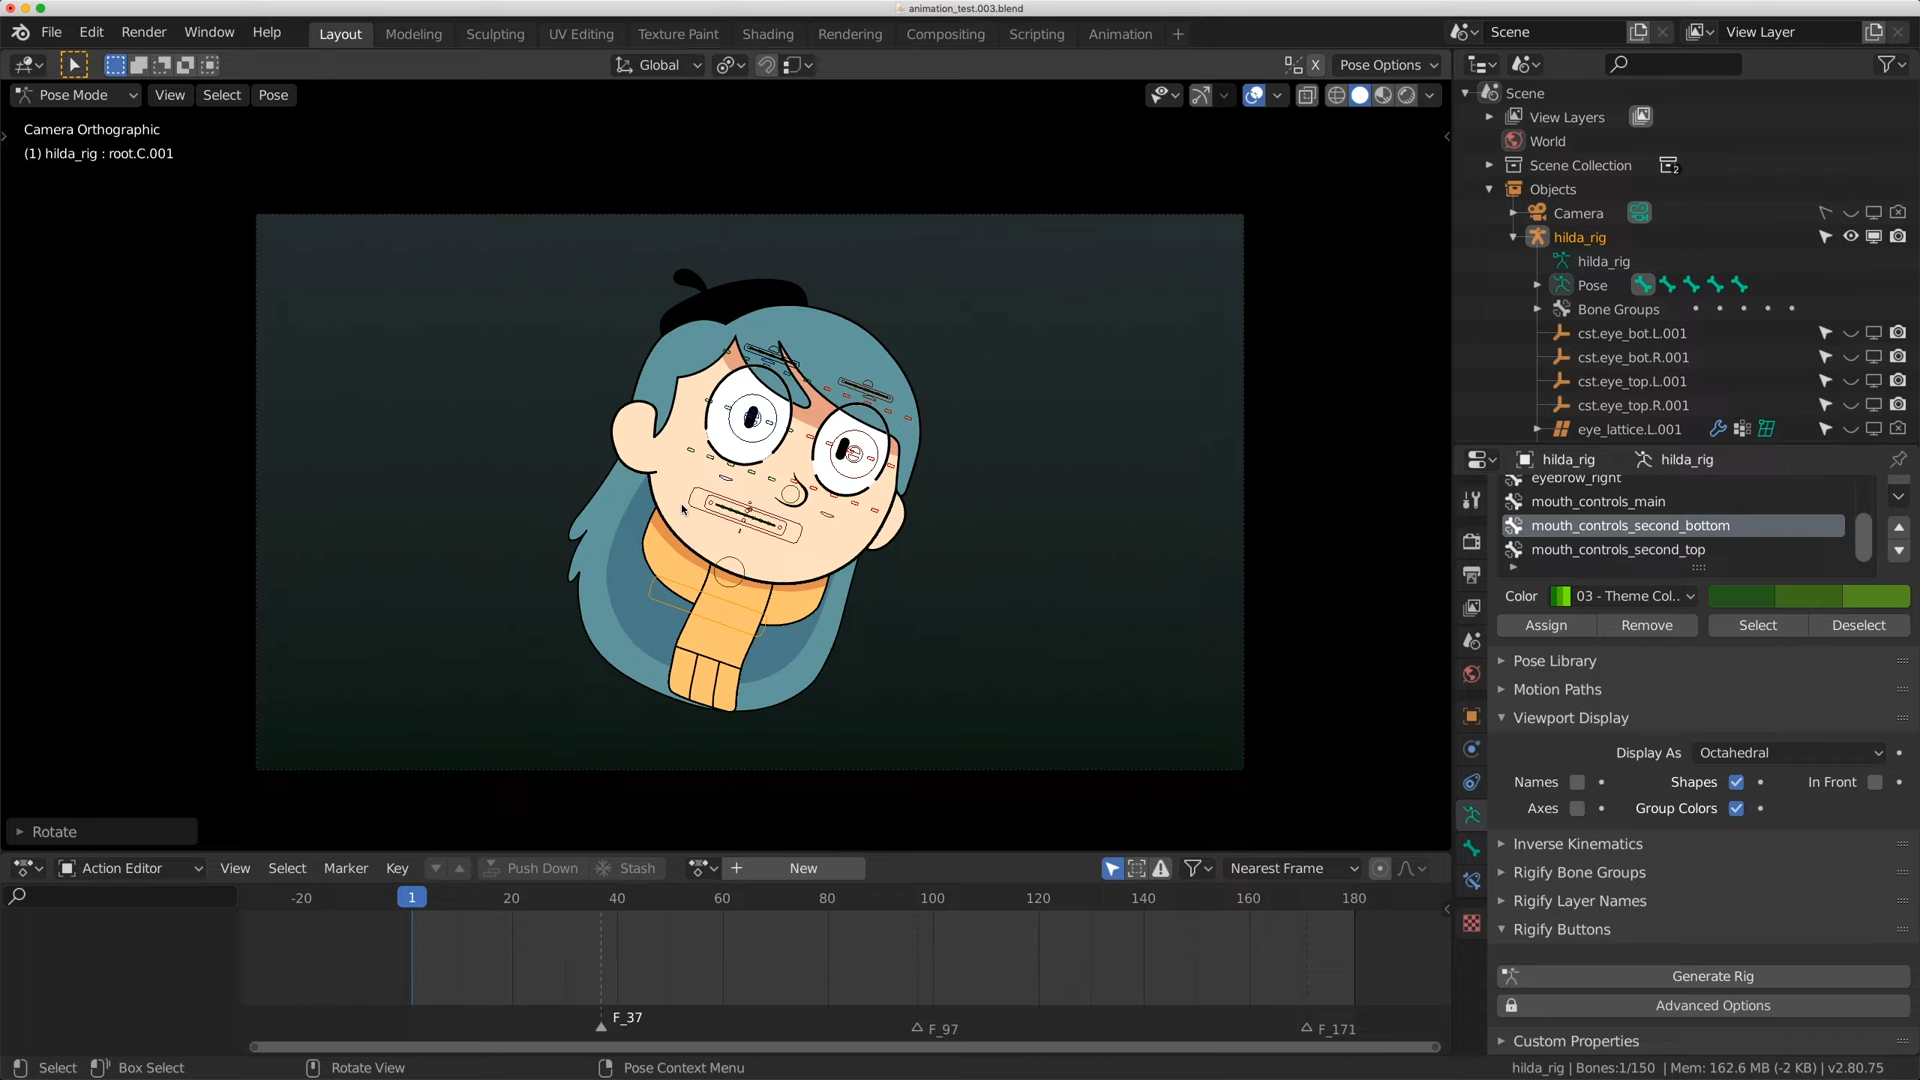 animation_test.003.blend
File Edit Render Window Help
Layout Modeling Sculpting UV Editing Texture Paint Shading Rendering Compositing Scripting Animation +
Scene
View Layer
Global
X
Pose Options
Pose Mode
View Select Pose
Camera Orthographic
(1) hilda_rig : root.C.001
Scene
View Layers
World
Scene Collection
2
Objects
Camera
hilda_rig
hilda_rig
Pose
Bone Groups
cst.eye_bot.L.001
cst.eye_bot.R.001
cst.eye_top.L.001
cst.eye_top.R.001
eye_lattice.L.001
hilda_rig hilda_rig
eyebrow_right
mouth_controls_main
mouth_controls_second_bottom
mouth_controls_second_top
Color 03 - Theme Col..
Assign Remove Select Deselect
Pose Library
Motion Paths
Viewport Display
Display As Octahedral
Names Shapes In Front
Axes Group Colors
Inverse Kinematics
Rigify Bone Groups
Rigify Layer Names
Rigify Buttons
Generate Rig
Advanced Options
Custom Properties
Rotate
Action Editor View Select Marker Key Push Down Stash + New Nearest Frame
-20 1 20 40 60 80 100 120 140 160 180
F_37 F_97 F_171
Select Box Select Rotate View Pose Context Menu
hilda_rig | Bones:1/150 | Mem: 162.6 MB (-2 KB) | v2.80.75